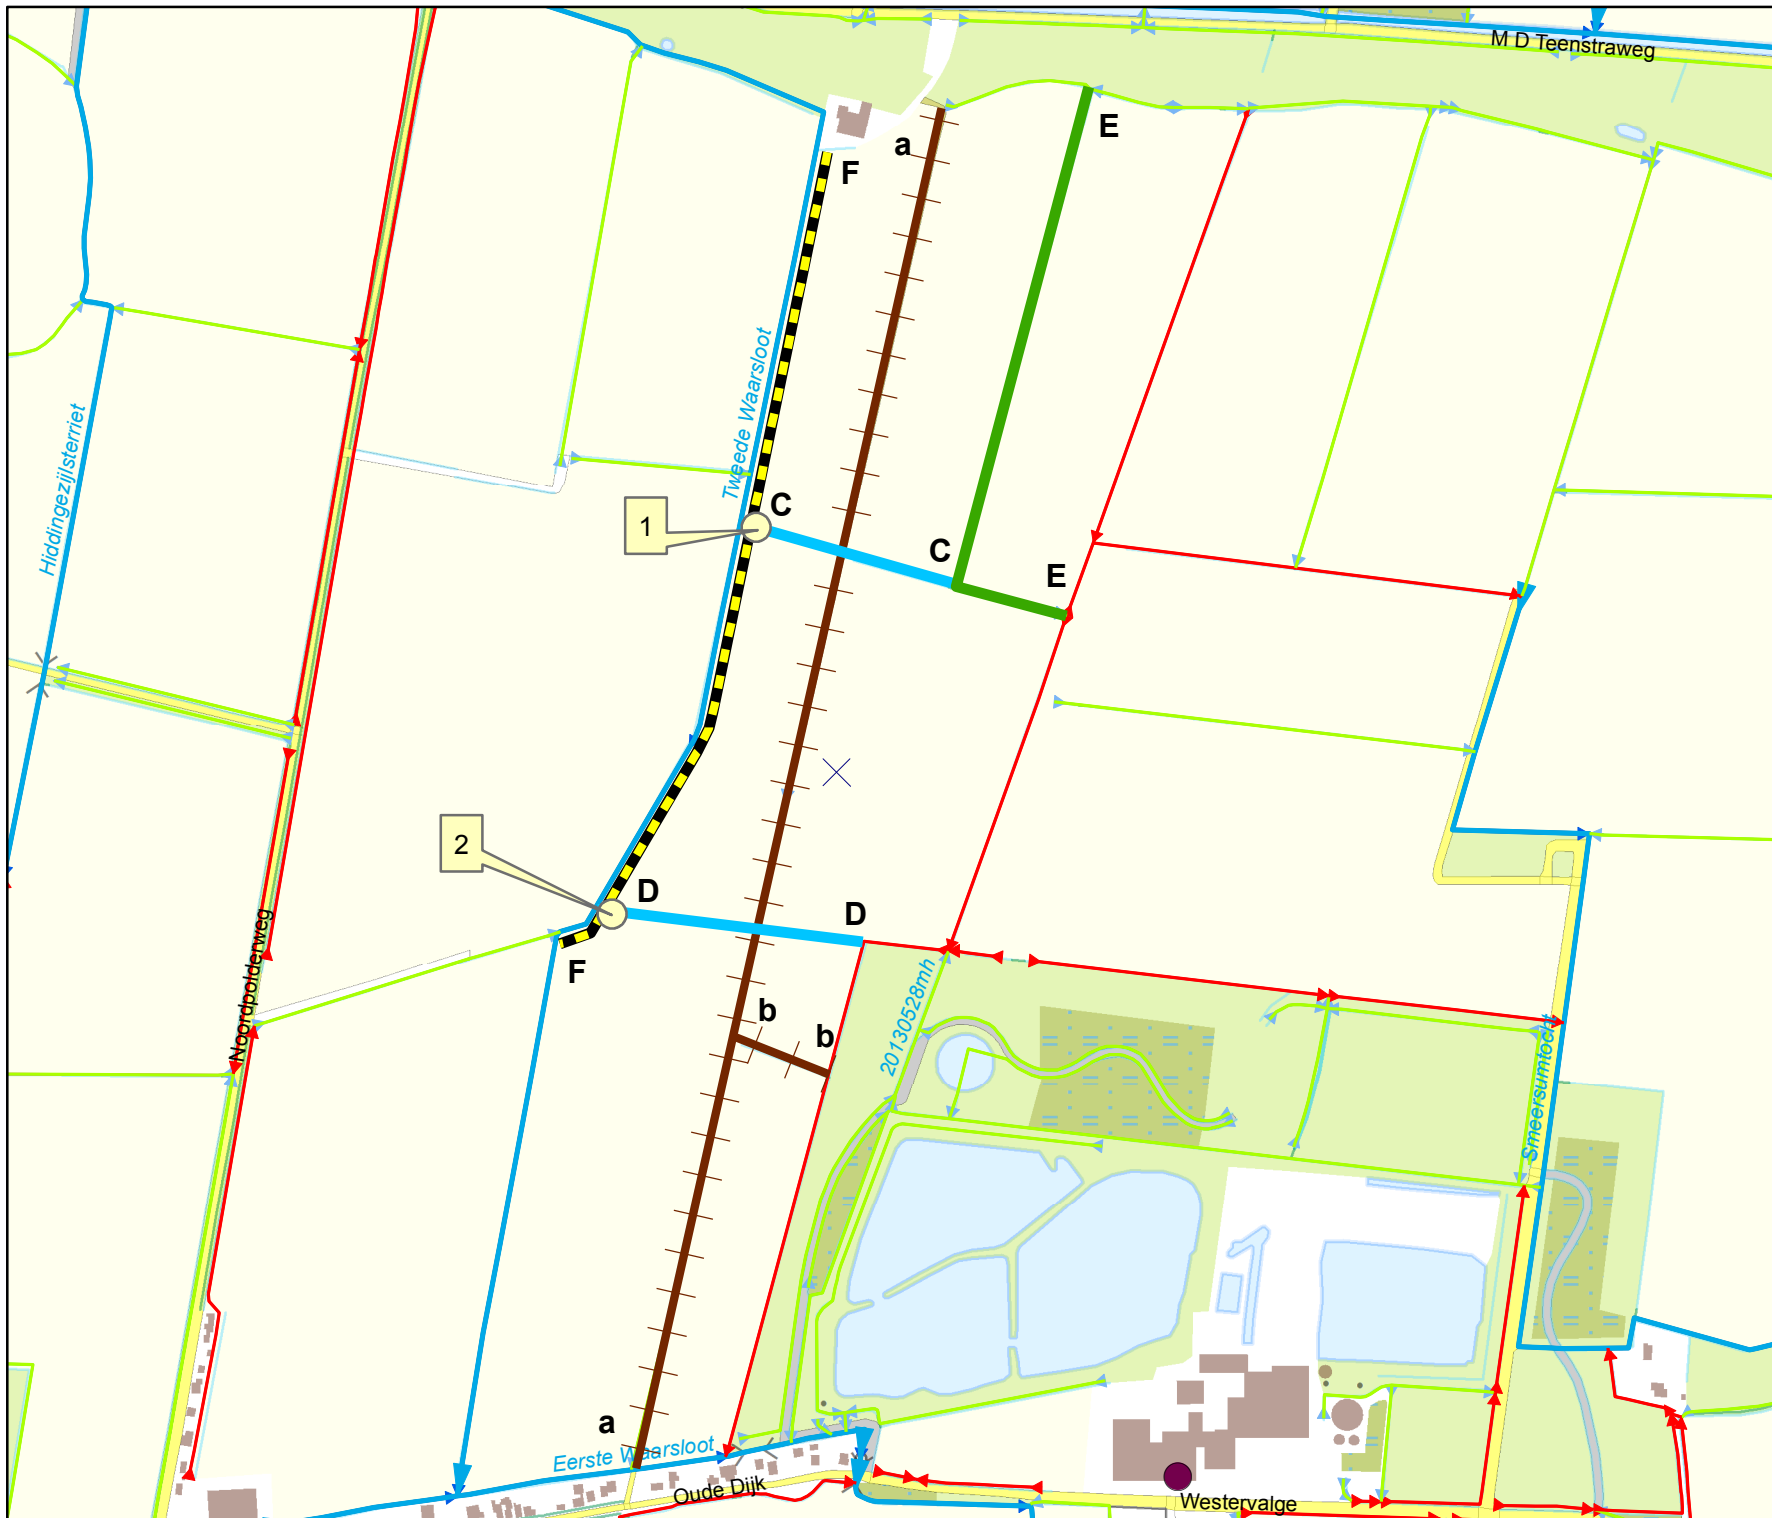 M D Teenstraweg
E
a
F
Tweede Waarsloot
Hiddingezijlsterriet
C
1
C
E
2
D
D
F
Noordpolderweg
20130528mh
b
b
Smeersumtocht
a
Eerste Waarsloot
Oude Dijk
Westervalge